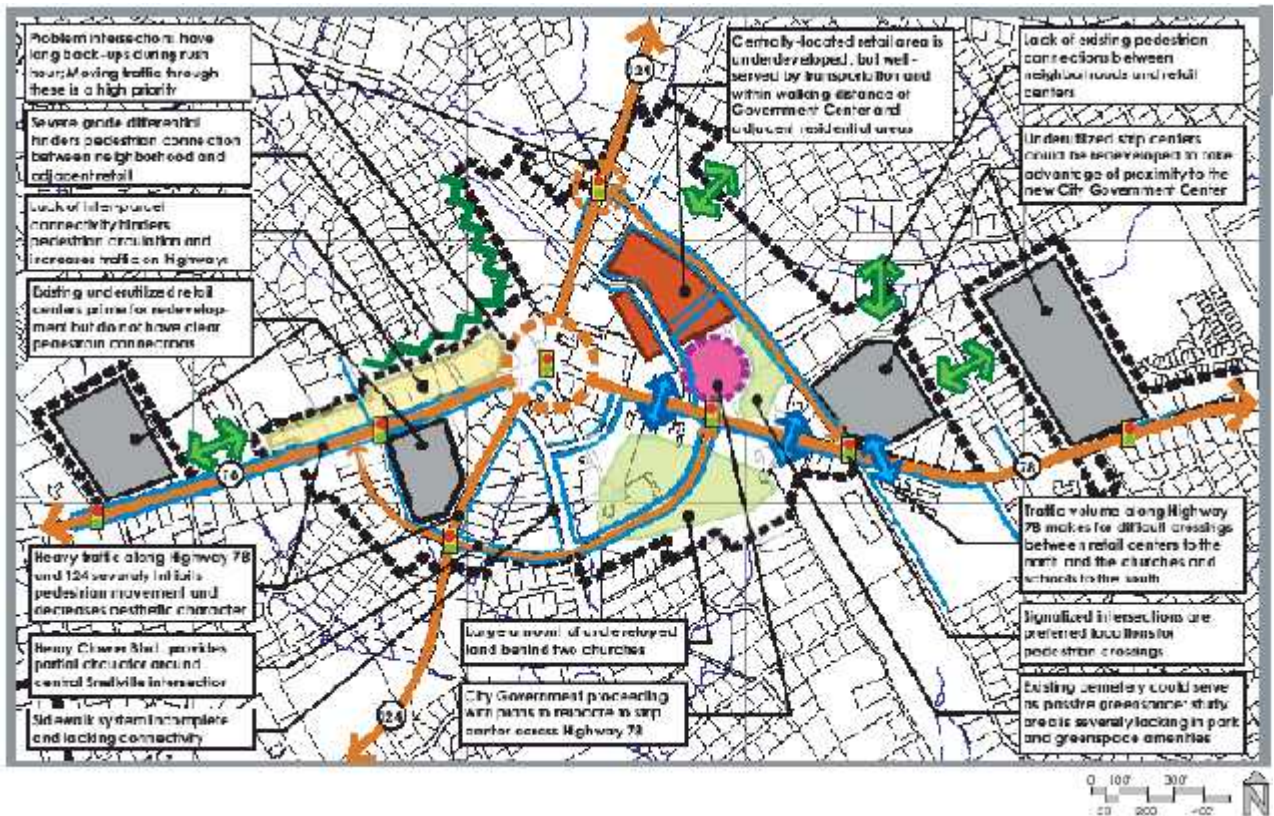 Problem intersections have
long back-ups during rush
hour; Moving traffic through
these is a high priority
Severe grade differential
hinders pedestrian connection
between neighborhood and
adjacent retail
Lack of inter-parcel
connectivity hinders
pedestrian circulation and
increases traffic on Highways
Existing underutilized retail
centers prime for redevelop-
ment but do not have clear
pedestrian connections
Heavy traffic along Highway 78
and 124 severely inhibits
pedestrian movement and
decreases aesthetic character
Henry Clower Blvd. provides
partial circulator around
central Snellville intersection
Sidewalk system incomplete
and lacking connectivity
124
Centrally-located retail area is
underdeveloped, but well-
served by transportation and
within walking distance of
Government Center and
adjacent residential areas
78
78
124
Large amount of undeveloped
land behind two churches
City Government proceeding
with plans to relocate to strip
center across Highway 78
Lack of existing pedestrian
connections between
neighborhoods and retail
centers
Underutilized strip centers
could be redeveloped to take
advantage of proximity to the
new City Government Center
Traffic volume along Highway
78 makes for difficult crossings
between retail centers to the
north and the churches and
schools to the south
Signalized intersections are
preferred locations for
pedestrian crossings
Existing cemetery could serve
as passive greenspace; study
area is severely lacking in park
and greenspace amenities
0 100' 300'
50 200 400
N